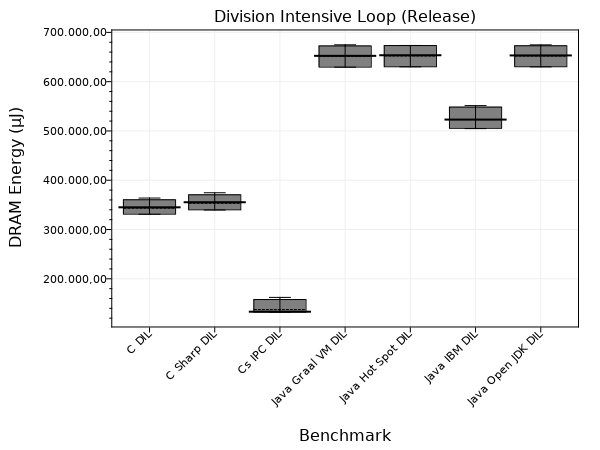 Division Intensive Loop (Release)
700.000,00
600.000,00
500.000,00
400.000,00
300.000,00
200.000,00
DRAM Energy (µJ)
C DIL
C Sharp DIL
Cs IPC DIL
Java Graal VM DIL
Java Hot Spot DIL
Java IBM DIL
Java Open JDK DIL
Benchmark